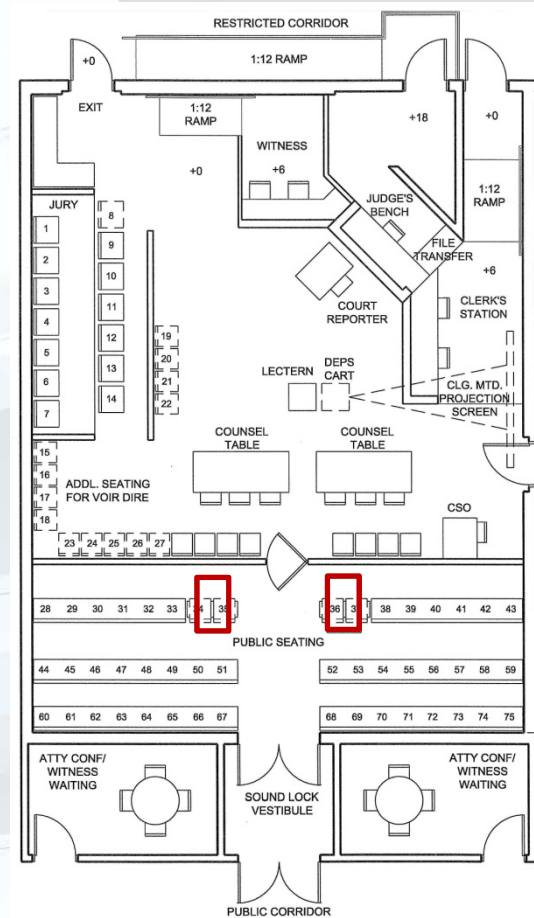 RESTRICTED CORRIDOR
1:12 RAMP
+0
EXIT
1:12
RAMP
+0
WITNESS
+6
+18
+0
1:12
RAMP
JUDGE'S
BENCH
FILE
TRANSFER
+6
CLERK'S
STATION
COURT
REPORTER
JURY
1
2
3
4
5
6
7
8
9
10
11
12
13
14
19
20
21
22
LECTERN
DEPS
CART
CLG. MTD.
PROJECTION
SCREEN
COUNSEL
TABLE
COUNSEL
TABLE
15
16
17
18
ADDL. SEATING
FOR VOIR DIRE
CSO
23 24 25 26 27
28 29 30 31 32 33 34 35
36 37 38 39 40 41 42 43
PUBLIC SEATING
44 45 46 47 48 49 50 51
52 53 54 55 56 57 58 59
60 61 62 63 64 65 66 67
68 69 70 71 72 73 74 75
ATTY CONF/
WITNESS
WAITING
SOUND LOCK
VESTIBULE
ATTY CONF/
WITNESS
WAITING
PUBLIC CORRIDOR